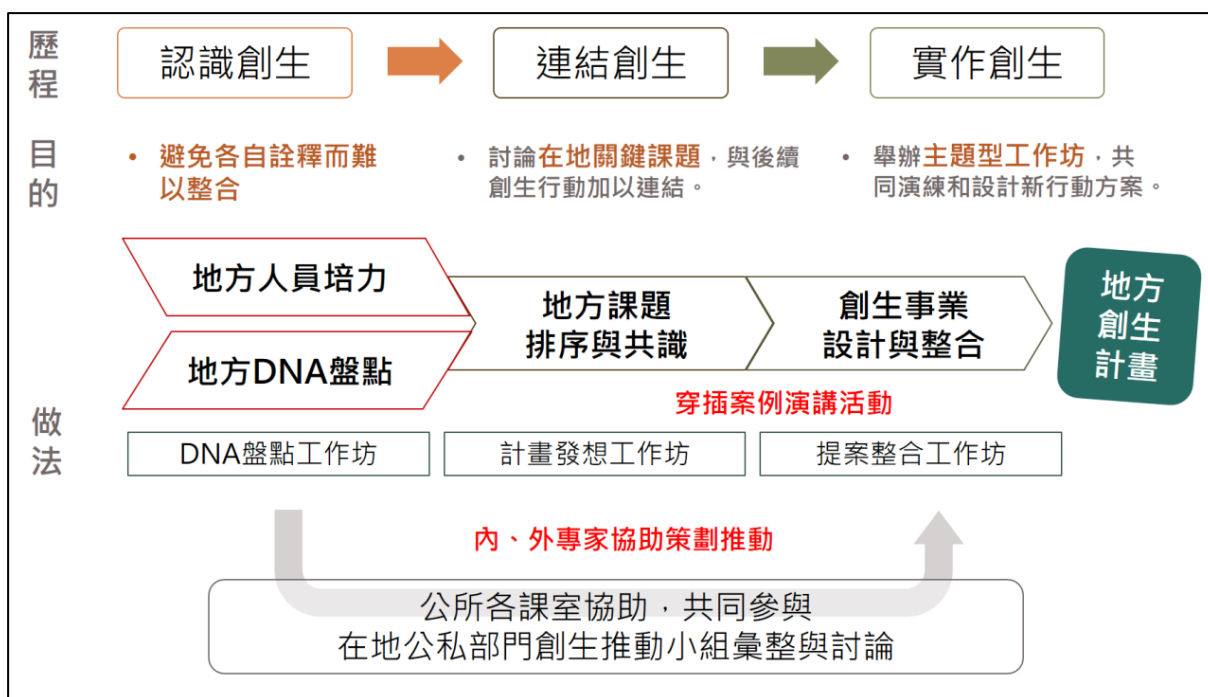 歷程
認識創生
連結創生
實作創生
目的
• 避免各自詮釋而難
以整合
• 討論在地關鍵課題，與後續
創生行動加以連結。
• 舉辦主題型工作坊，共
同演練和設計新行動方案。
地方人員培力
地方DNA盤點
地方課題
排序與共識
創生事業
設計與整合
地方
創生
計畫
做法
穿插案例演講活動
DNA盤點工作坊
計畫發想工作坊
提案整合工作坊
內、外專家協助策劃推動
公所各課室協助，共同參與
在地公私部門創生推動小組彙整與討論